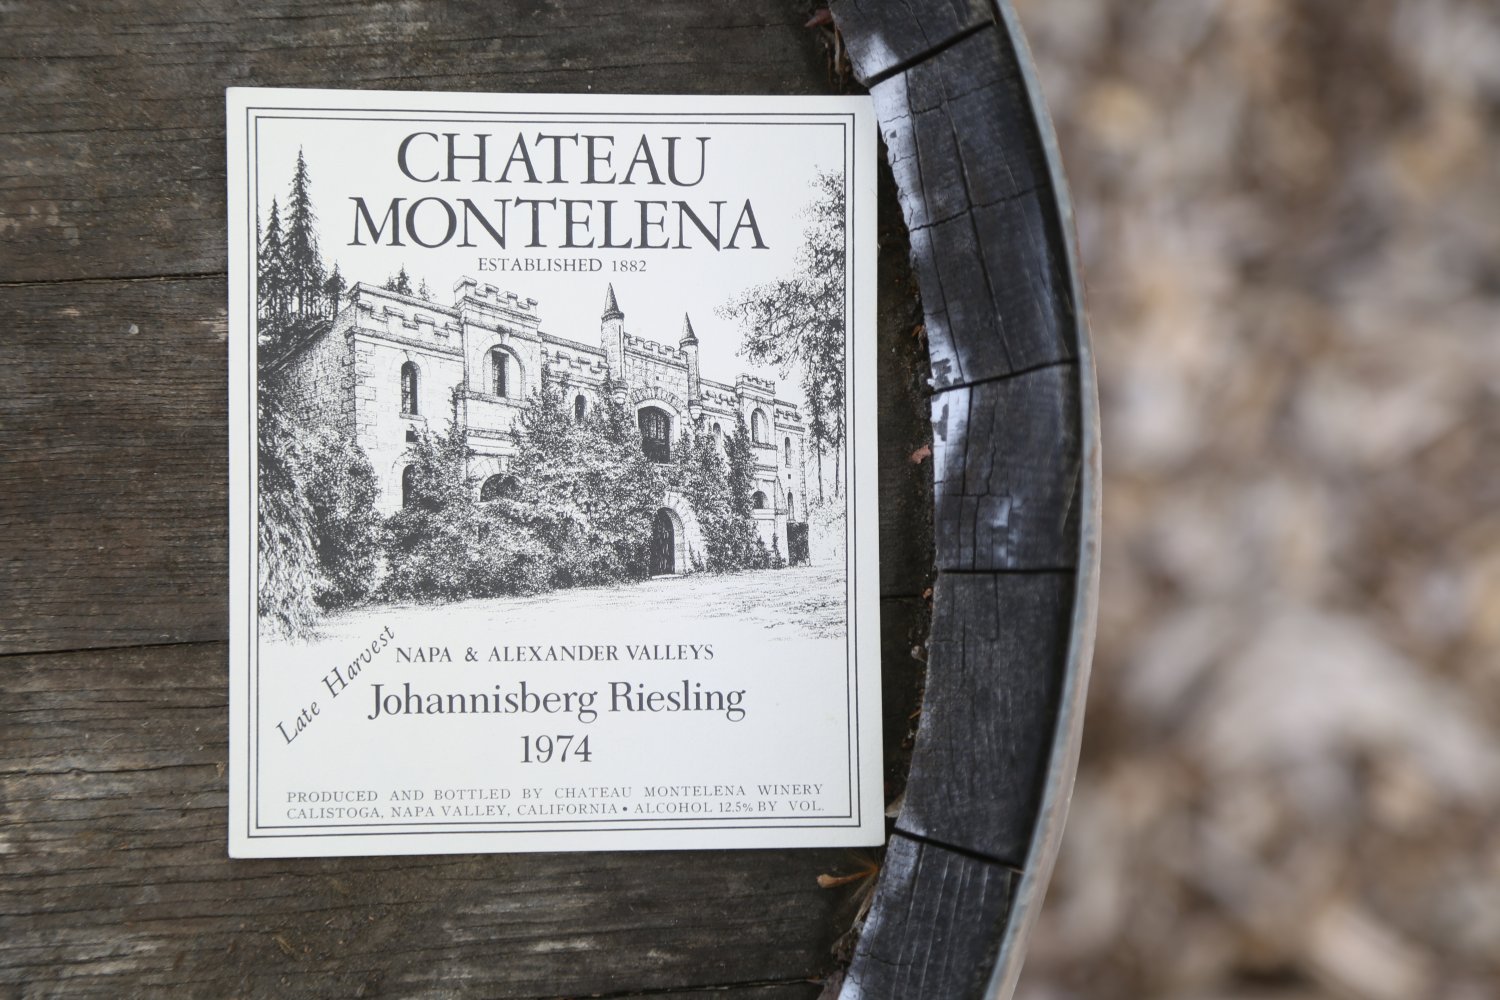 CHATEAU
MONTELENA
ESTABLISHED 1882
Late Harvest
NAPA & ALEXANDER VALLEYS
Johannisberg Riesling
1974
PRODUCED AND BOTTLED BY CHATEAU MONTELENA WINERY
CALISTOGA, NAPA VALLEY, CALIFORNIA • ALCOHOL 12.5% BY VOL.